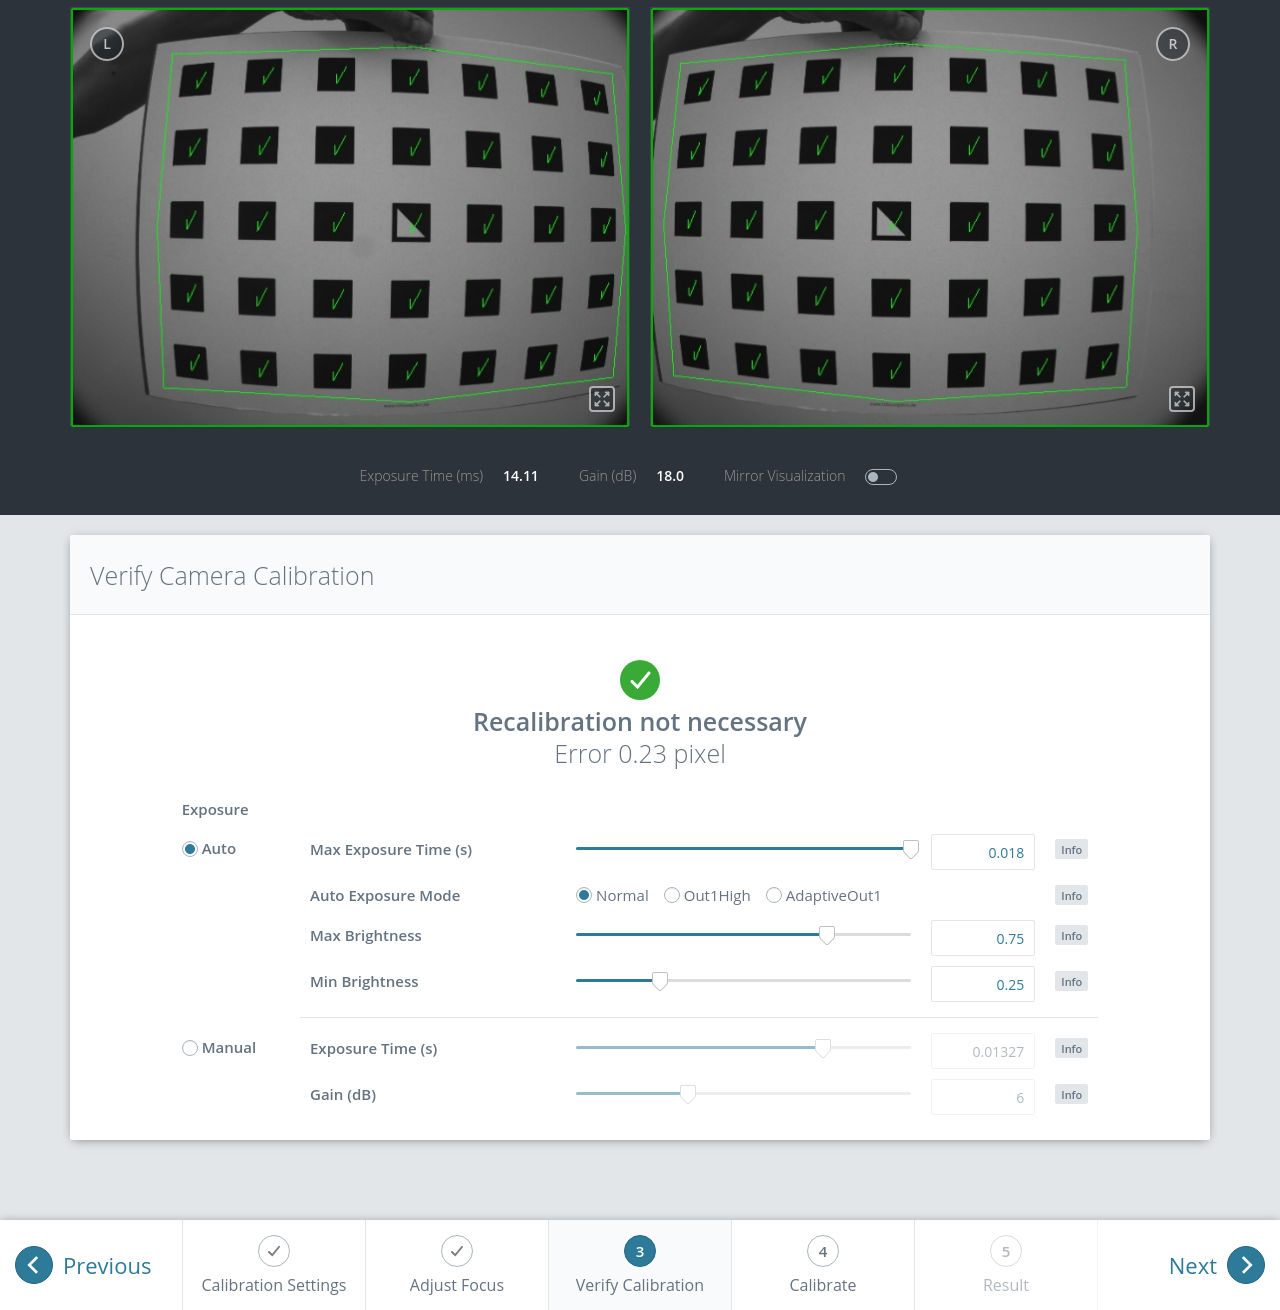 L
R
Exposure Time (ms) 14.11 Gain (dB) 18.0 Mirror Visualization
Verify Camera Calibration
Recalibration not necessary
Error 0.23 pixel
Exposure
Auto Max Exposure Time (s) 0.018 Info
Auto Exposure Mode Normal Out1High AdaptiveOut1 Info
Max Brightness 0.75 Info
Min Brightness 0.25 Info
Manual Exposure Time (s) 0.01327 Info
Gain (dB) 6 Info
Previous
Calibration Settings
Adjust Focus
3
Verify Calibration
4
Calibrate
5
Result
Next